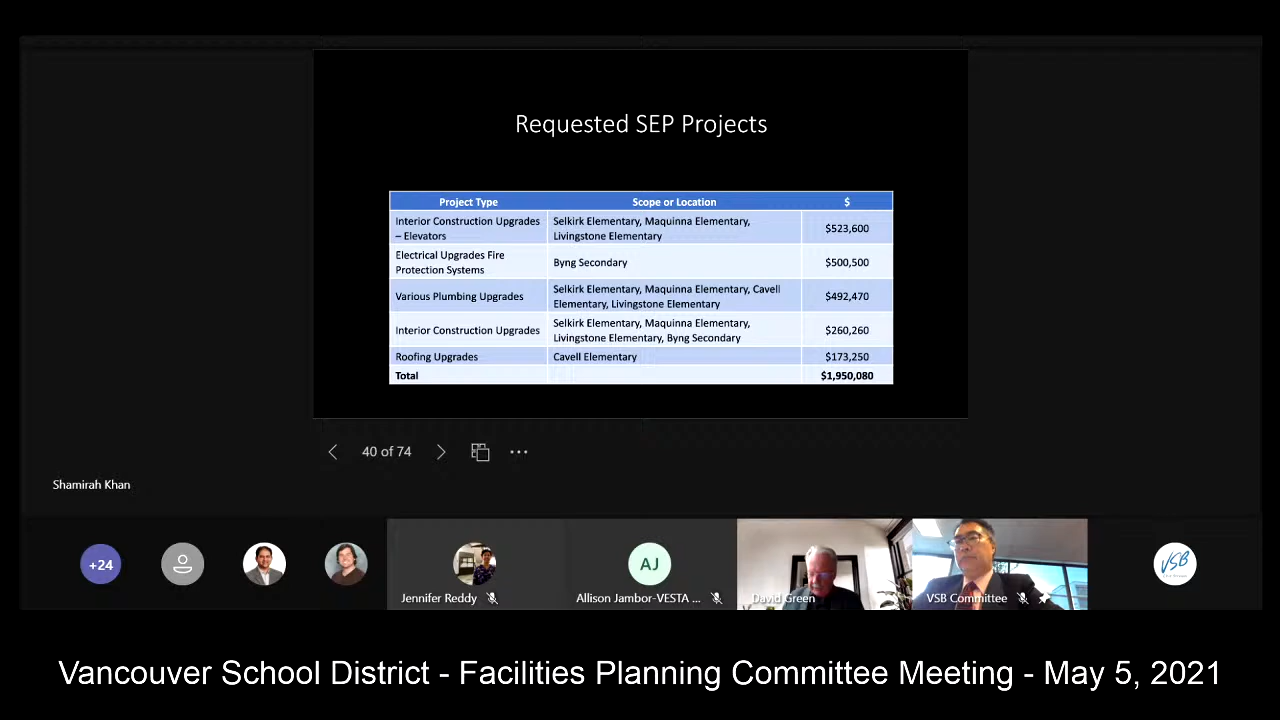 Requested SEP Projects
Project Type Scope or Location $
Interior Construction Upgrades – Elevators Selkirk Elementary, Maquinna Elementary, Livingstone Elementary $523,600
Electrical Upgrades Fire Protection Systems Byng Secondary $500,500
Various Plumbing Upgrades Selkirk Elementary, Maquinna Elementary, Cavell Elementary, Livingstone Elementary $492,470
Interior Construction Upgrades Selkirk Elementary, Maquinna Elementary, Livingstone Elementary, Byng Secondary $260,260
Roofing Upgrades Cavell Elementary $173,250
Total $1,950,080
40 of 74
Shamirah Khan
+24
AJ
VSB
Jennifer Reddy
Allison Jambor-VESTA ...
David Green
VSB Committee
Vancouver School District - Facilities Planning Committee Meeting - May 5, 2021